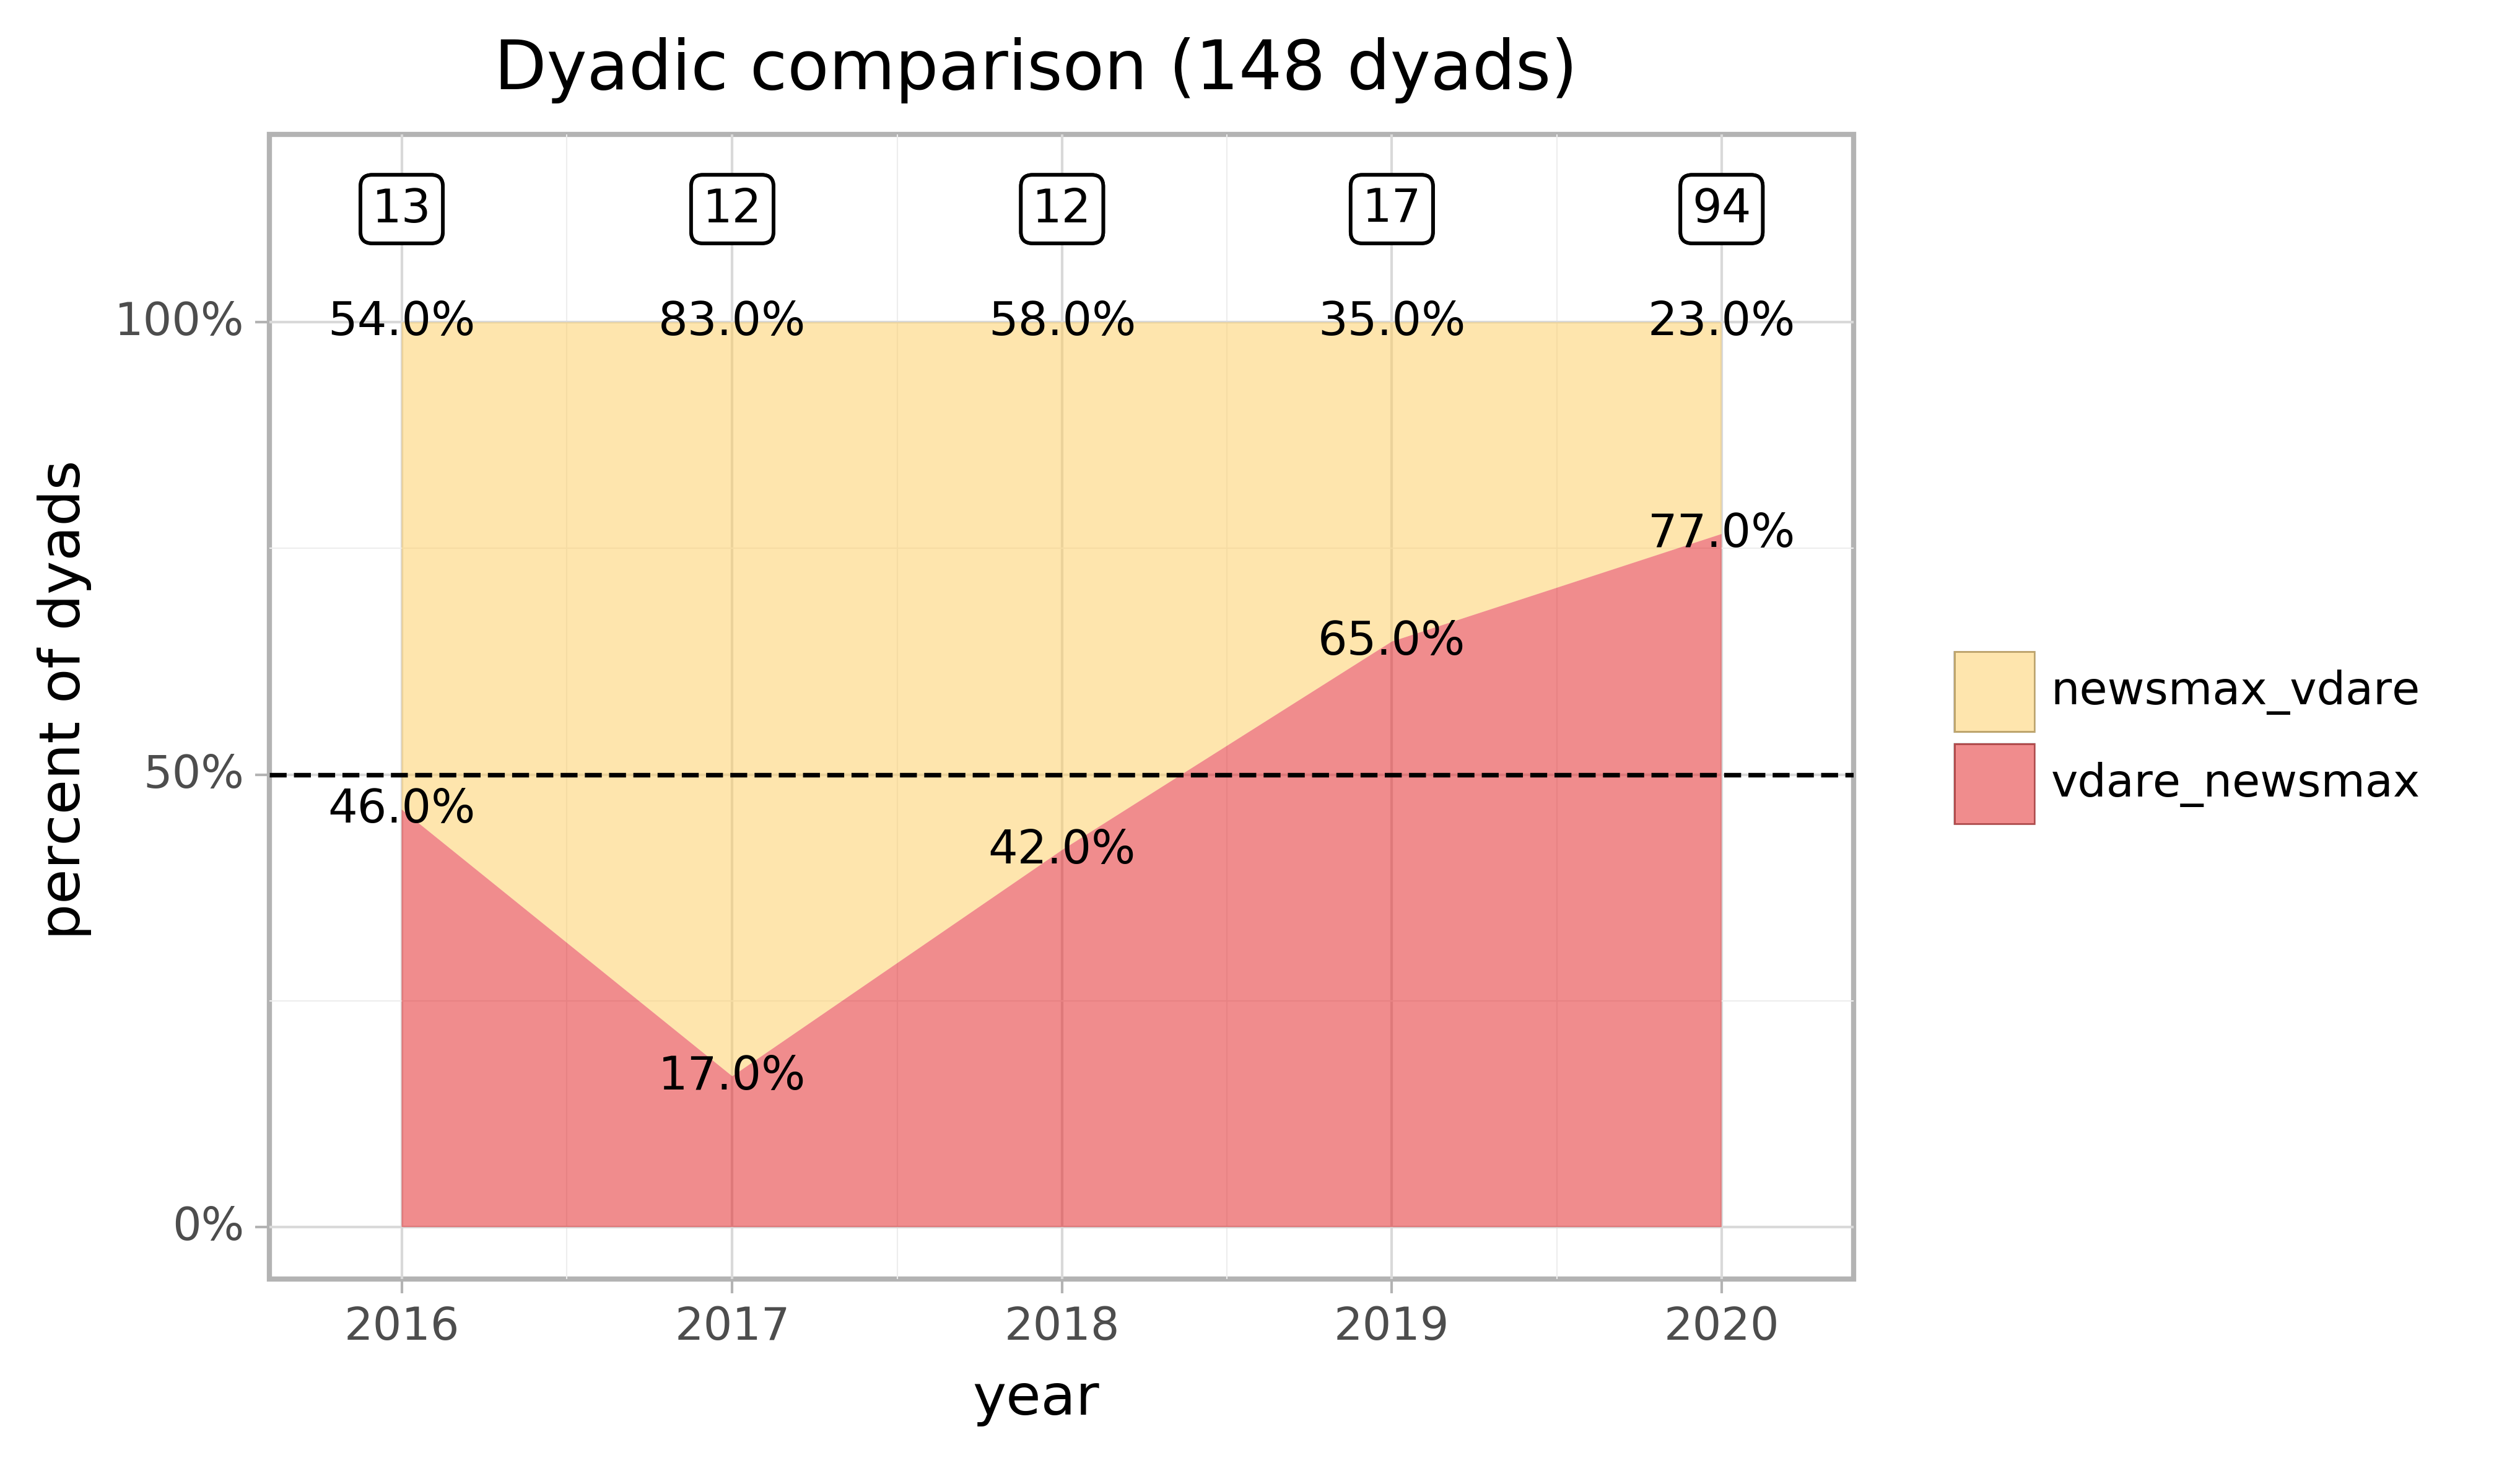 Dyadic comparison (148 dyads)
13 12 12 17 94
100%
54.0% 83.0% 58.0% 35.0% 23.0%
77.0%
65.0%
50%
46.0%
42.0%
17.0%
0%
percent of dyads
2016 2017 2018 2019 2020
year
newsmax_vdare
vdare_newsmax